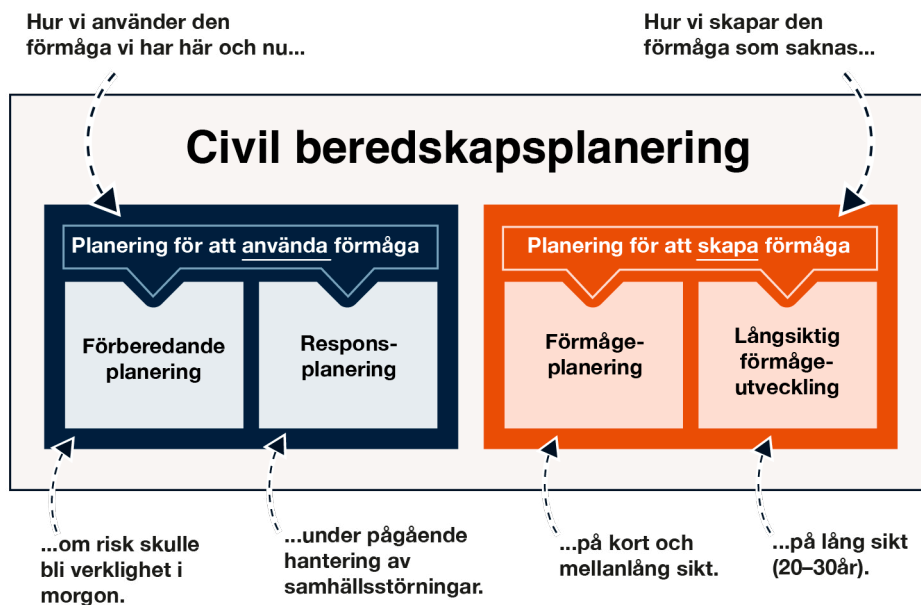 Hur vi använder den
förmåga vi har här och nu...
Hur vi skapar den
förmåga som saknas...
Civil beredskapsplanering
Planering för att använda förmåga
Planering för att skapa förmåga
Förberedande
planering
Respons-
planering
Förmåge-
planering
Långsiktig
förmåge-
utveckling
...om risk skulle
bli verklighet i
morgon.
...under pågående
hantering av
samhällsstörningar.
...på kort och
mellanlång sikt.
...på lång sikt
(20–30år).